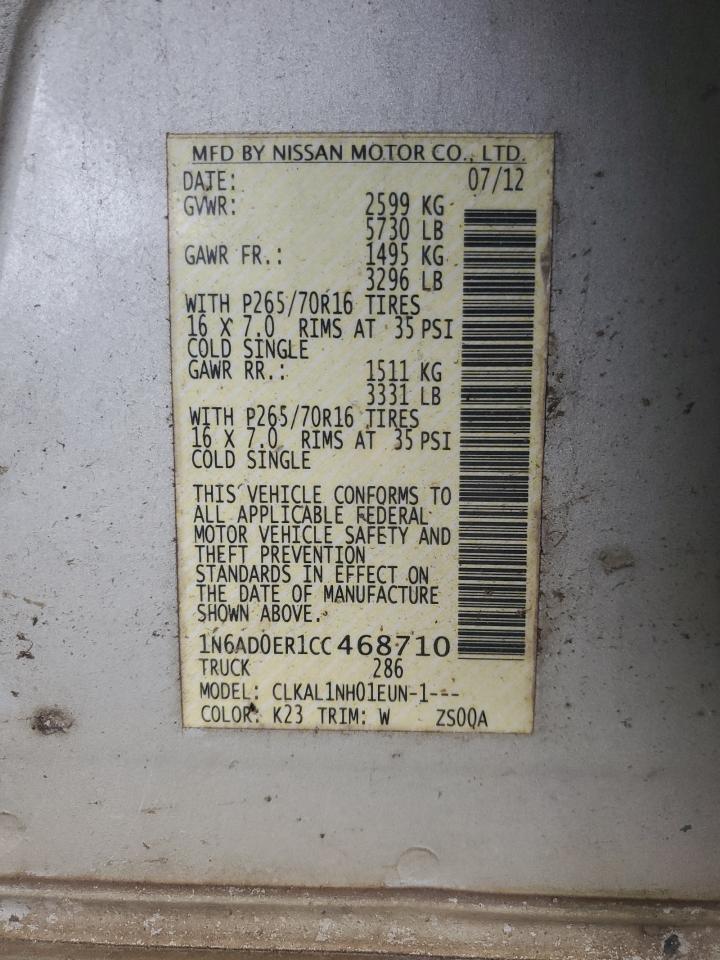 MFD BY NISSAN MOTOR CO., LTD.
DATE: 07/12
GVWR: 2599 KG
5730 LB
GAWR FR.: 1495 KG
3296 LB
WITH P265/70R16 TIRES
16 X 7.0 RIMS AT 35 PSI
COLD SINGLE
GAWR RR.: 1511 KG
3331 LB
WITH P265/70R16 TIRES
16 X 7.0 RIMS AT 35 PSI
COLD SINGLE
THIS VEHICLE CONFORMS TO
ALL APPLICABLE FEDERAL
MOTOR VEHICLE SAFETY AND
THEFT PREVENTION
STANDARDS IN EFFECT ON
THE DATE OF MANUFACTURE
SHOWN ABOVE.
1N6AD0ER1CC468710
TRUCK 286
MODEL: CLKAL1NH01EUN-1---
COLOR: K23 TRIM: W ZS0QA